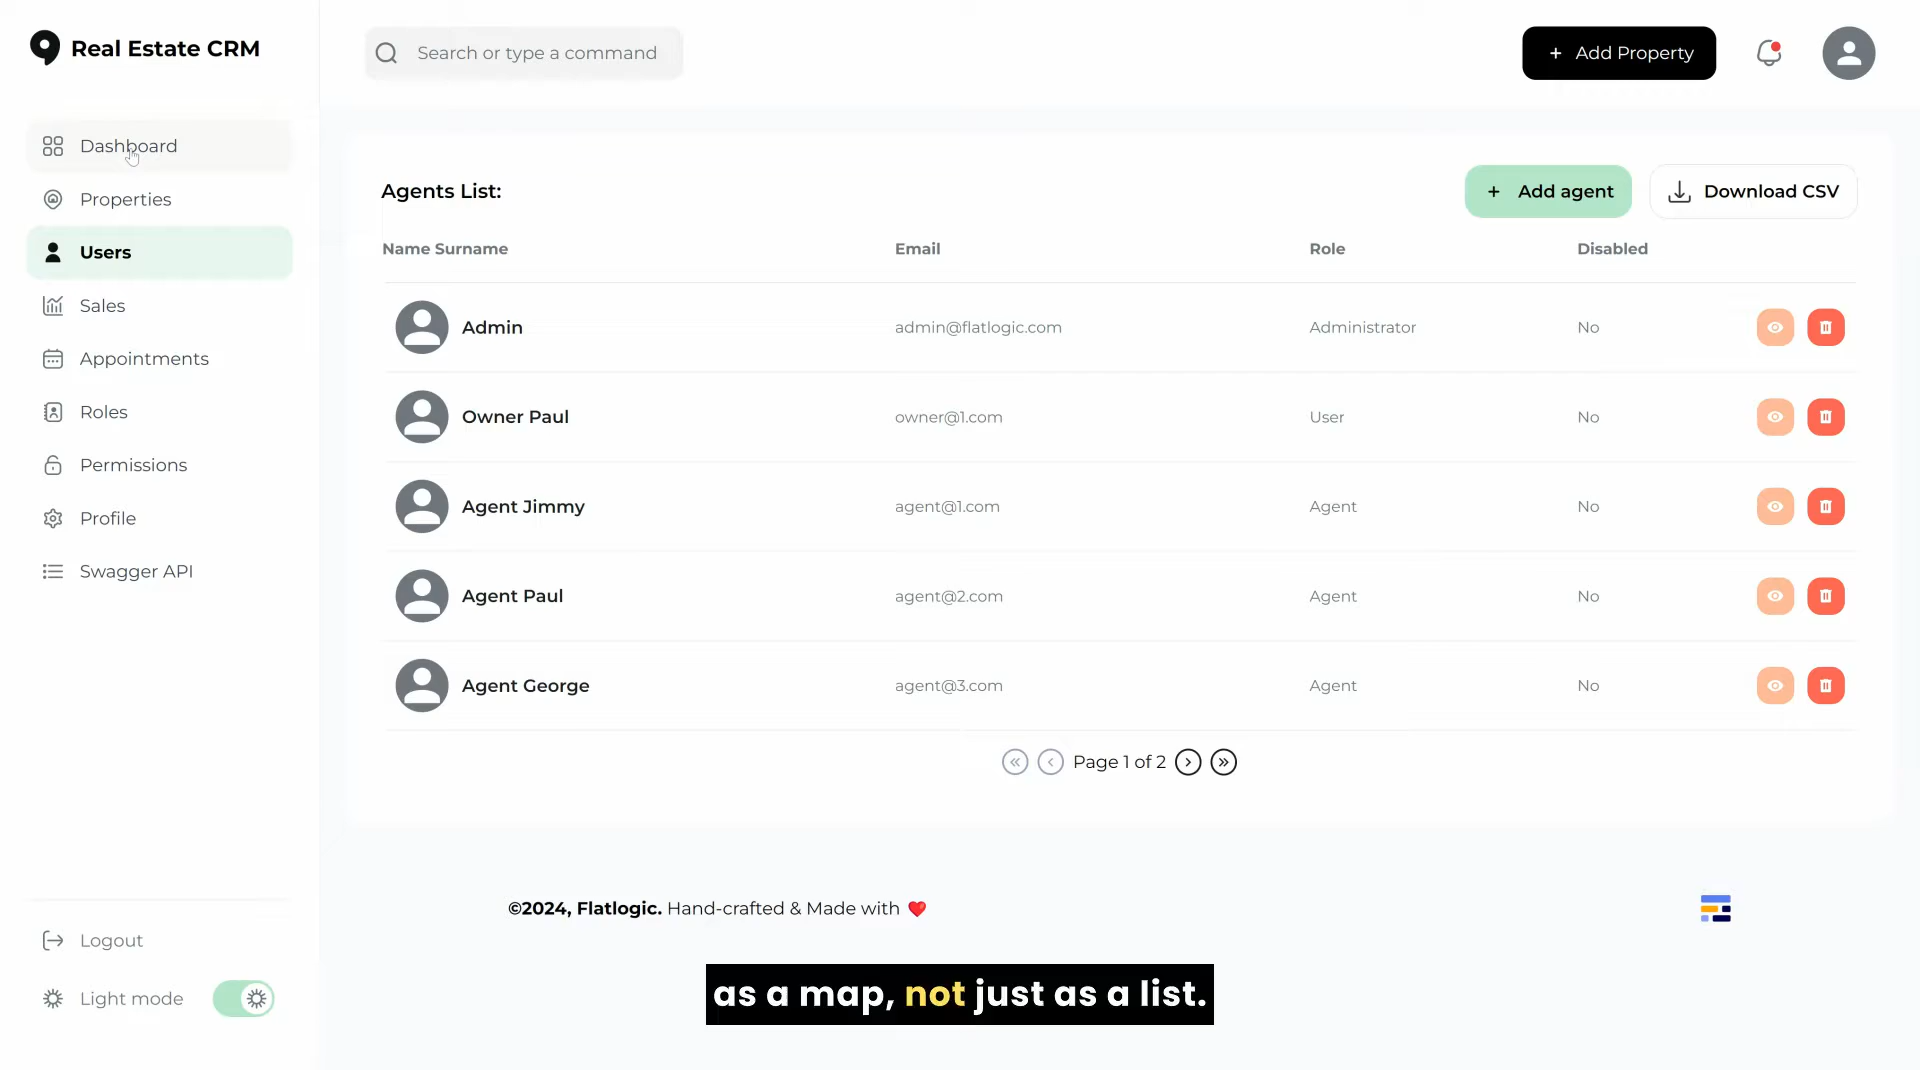 Real Estate CRM
Search or type a command
+ Add Property
Dashboard
Properties
Users
Sales
Appointments
Roles
Permissions
Profile
Swagger API
Logout
Light mode
Agents List:
+ Add agent
Download CSV
Name Surname Email Role Disabled
Admin admin@flatlogic.com Administrator No
Owner Paul owner@1.com User No
Agent Jimmy agent@1.com Agent No
Agent Paul agent@2.com Agent No
Agent George agent@3.com Agent No
Page 1 of 2
©2024, Flatlogic. Hand-crafted & Made with ❤
as a map, not just as a list.